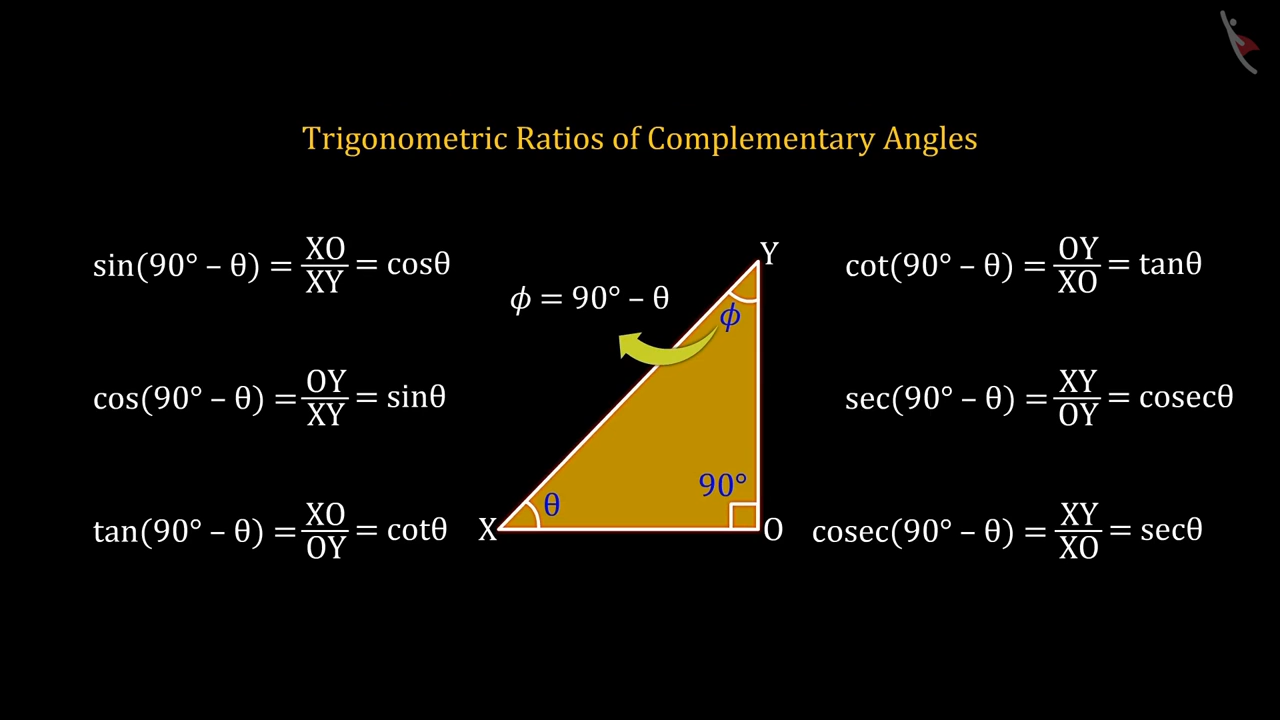 Trigonometric Ratios of Complementary Angles
sin(90° – θ) = XO/XY = cosθ
cos(90° – θ) = OY/XY = sinθ
tan(90° – θ) = XO/OY = cotθ
ϕ = 90° – θ
Y
ϕ
90°
θ
X
O
cot(90° – θ) = OY/XO = tanθ
sec(90° – θ) = XY/OY = cosecθ
cosec(90° – θ) = XY/XO = secθ